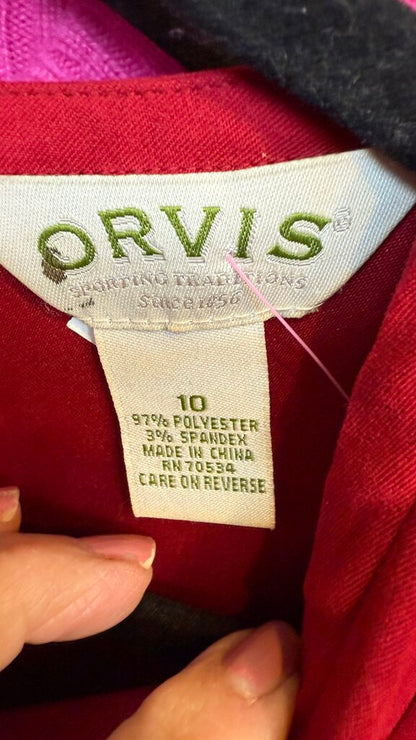 ORVIS®
SPORTING TRADITIONS
Since 1856
10
97% POLYESTER
3% SPANDEX
MADE IN CHINA
RN 70534
CARE ON REVERSE